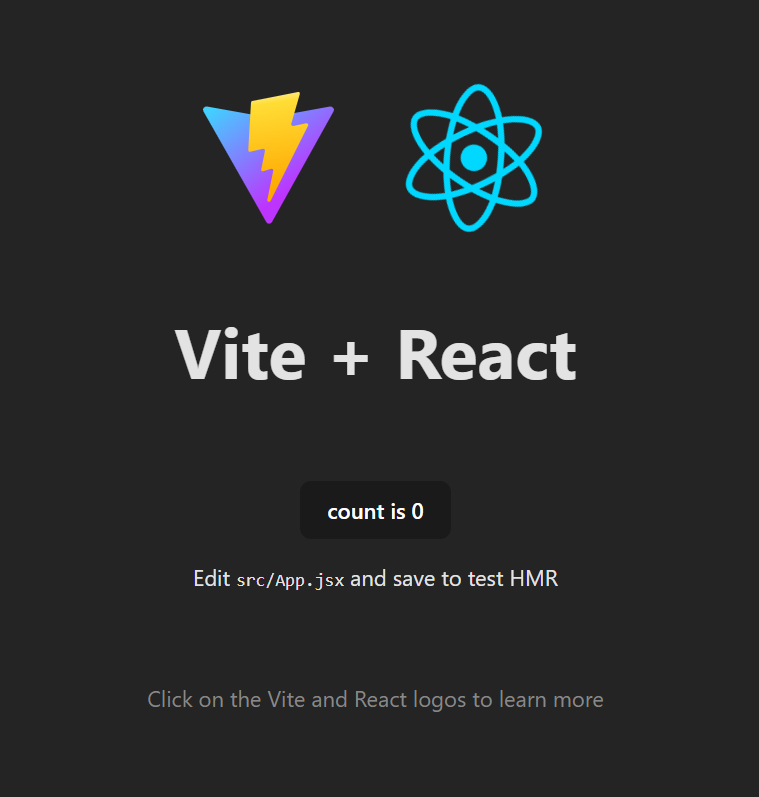 Vite + React
count is 0
Edit src/App.jsx and save to test HMR
Click on the Vite and React logos to learn more